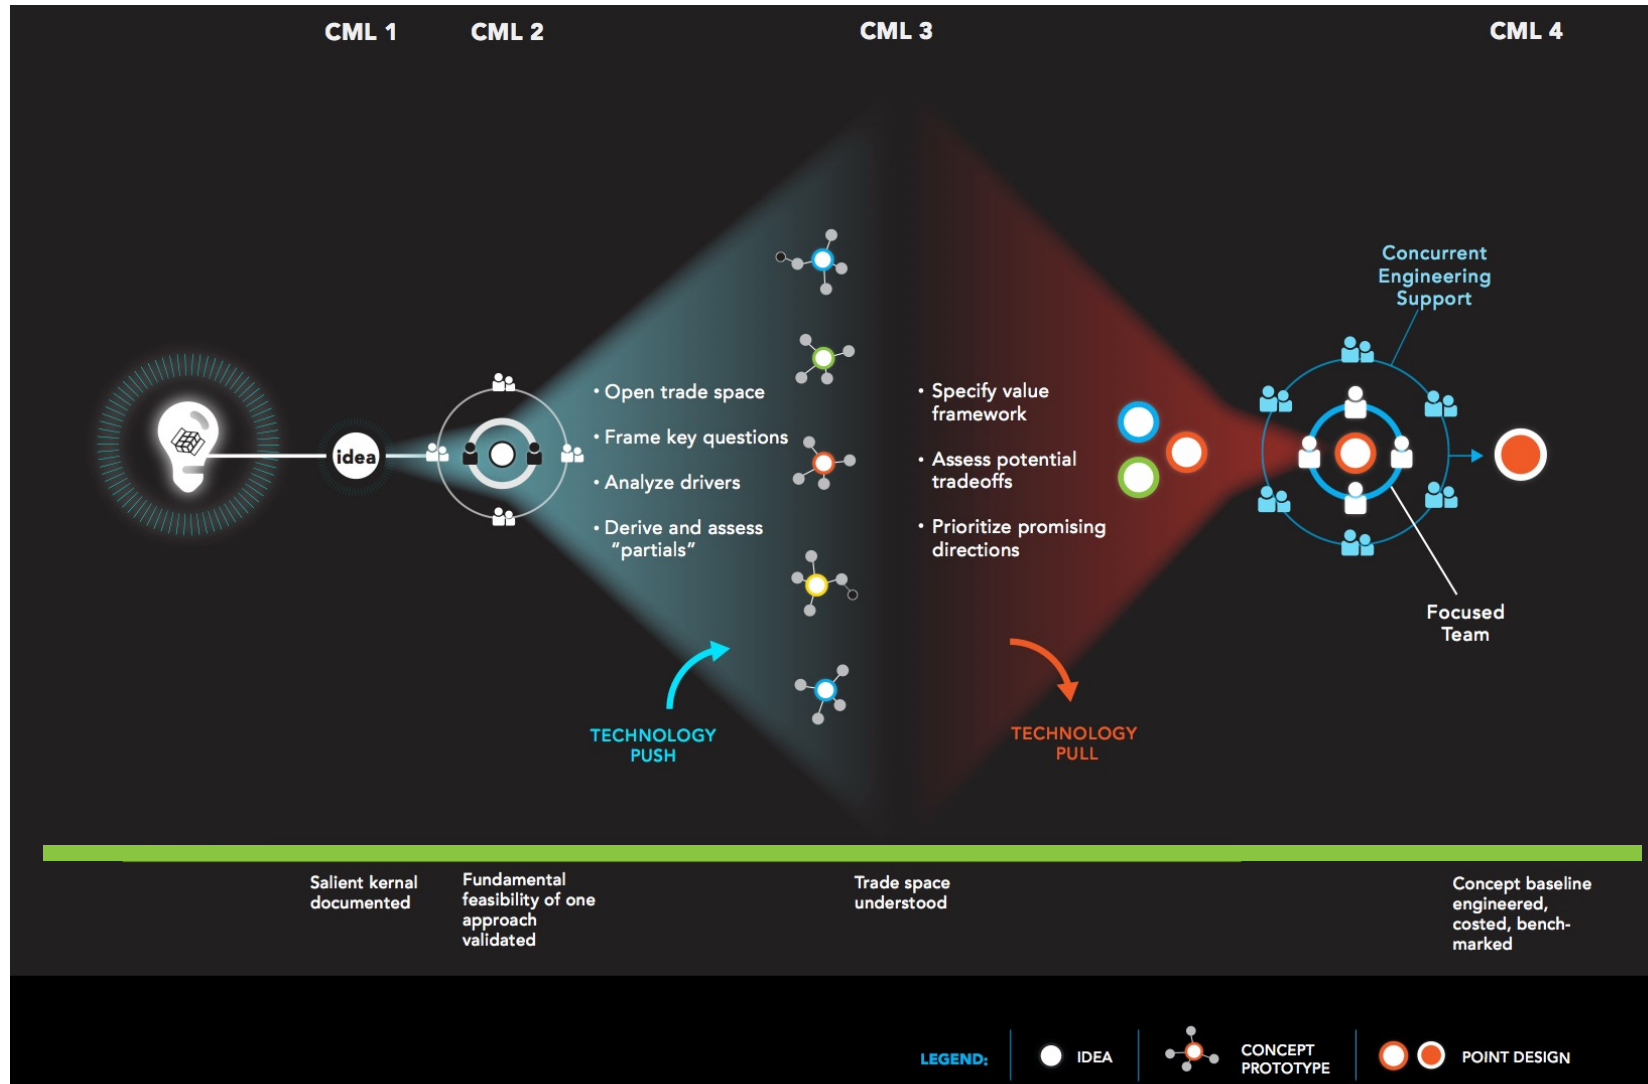 CML 1
CML 2
CML 3
CML 4
idea
• Open trade space
• Frame key questions
• Analyze drivers
• Derive and assess
“partials”
TECHNOLOGY
PUSH
• Specify value
framework
• Assess potential
tradeoffs
• Prioritize promising
directions
TECHNOLOGY
PULL
Concurrent
Engineering
Support
Focused
Team
Salient kernal
documented
Fundamental
feasibility of one
approach
validated
Trade space
understood
Concept baseline
engineered,
costed, bench-
marked
LEGEND:
IDEA
CONCEPT
PROTOTYPE
POINT DESIGN